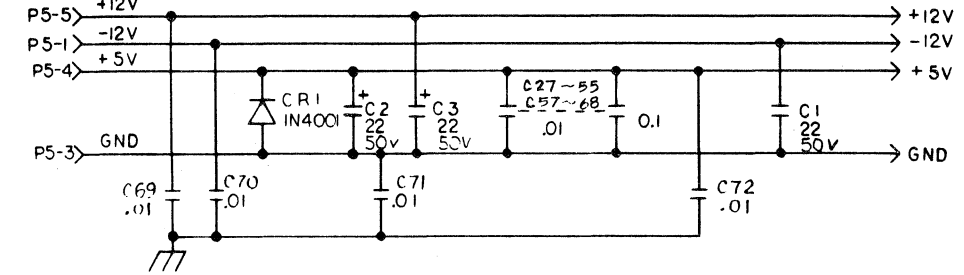 P5-5 +12V +12V
P5-1 -12V -12V
P5-4 +5V +5V
CR1
1N4001
+
C2
22
50V
+
C3
22
50V
C27~55
C57~68
.01
0.1
C1
22
50V
P5-3 GND GND
C69
.01
C70
.01
C71
.01
C72
.01